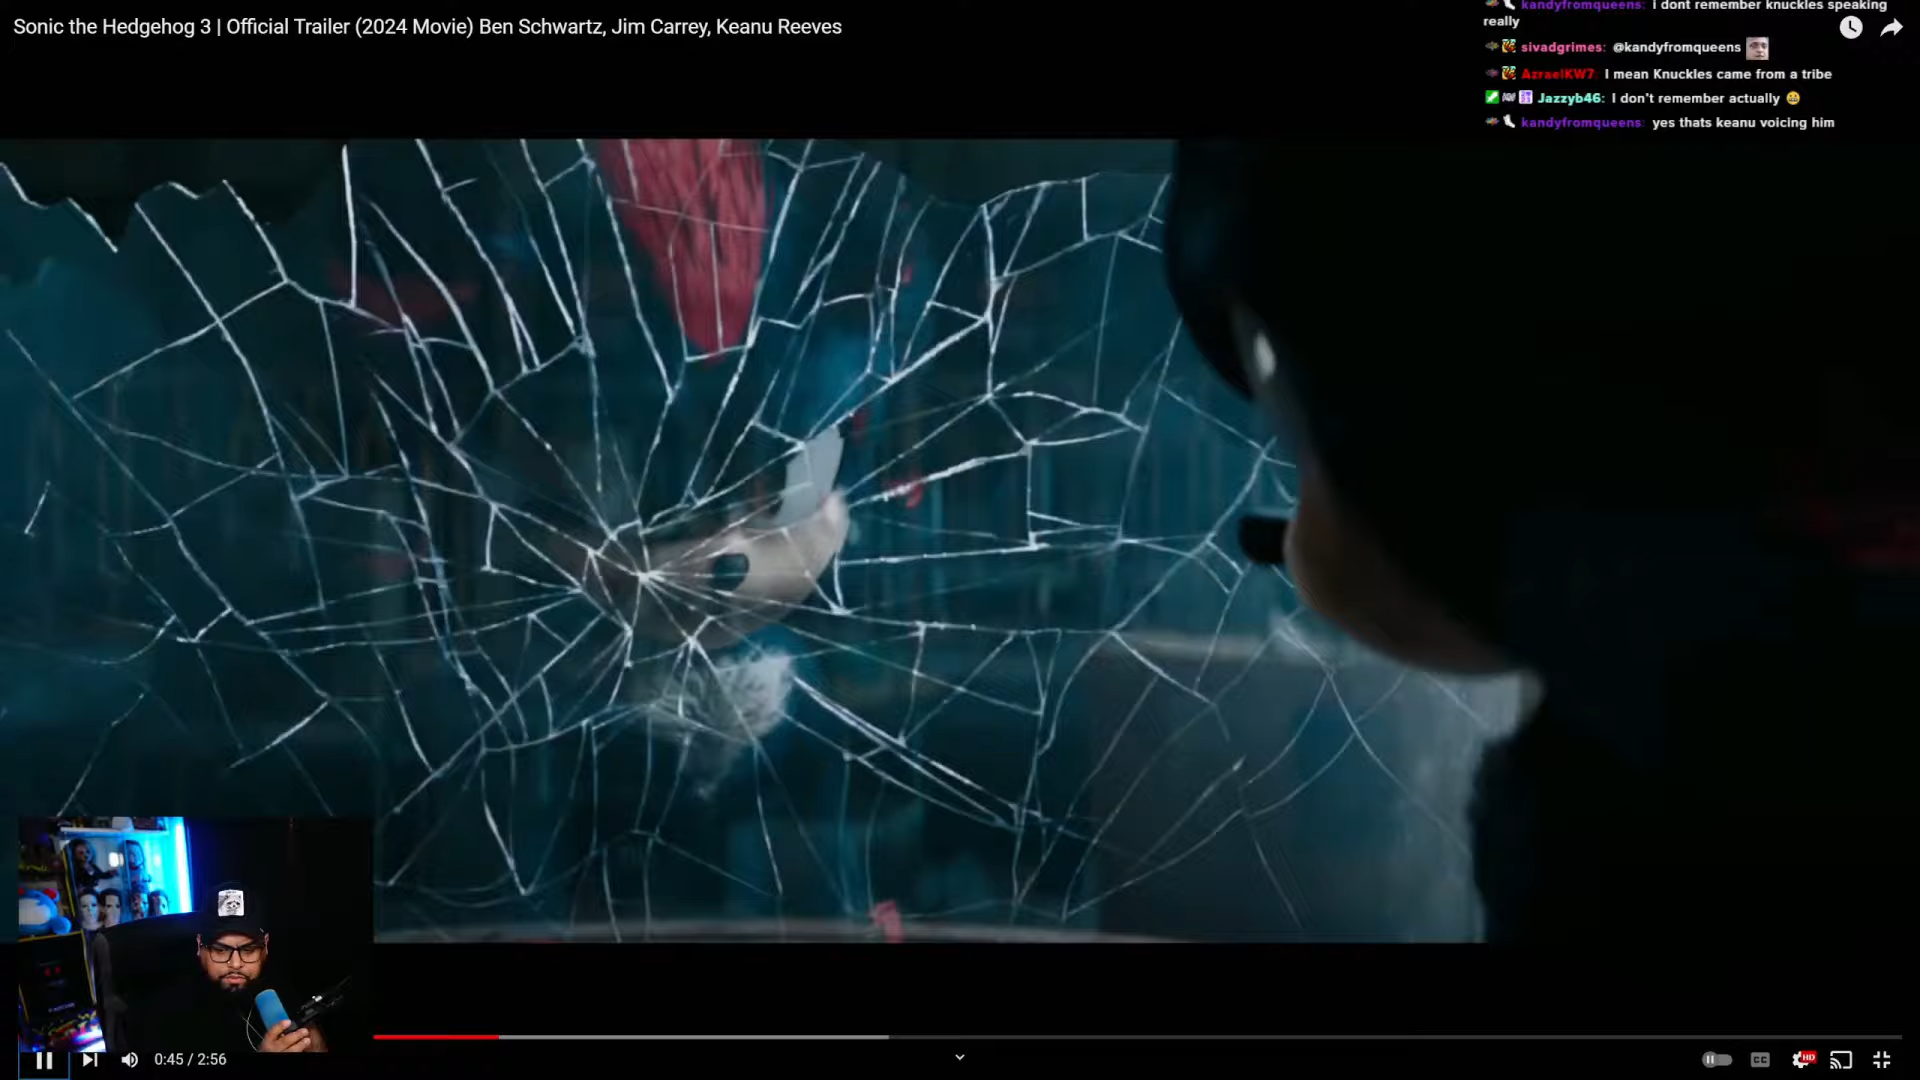 Sonic the Hedgehog 3 | Official Trailer (2024 Movie) Ben Schwartz, Jim Carrey, Keanu Reeves
kandyfromqueens: i dont remember knuckles speaking
really
sivadgrimes: @kandyfromqueens
AzraelKW7: I mean Knuckles came from a tribe
Jazzyb46: I don't remember actually 😀
kandyfromqueens: yes thats keanu voicing him
0:45 / 2:56
CC
HD